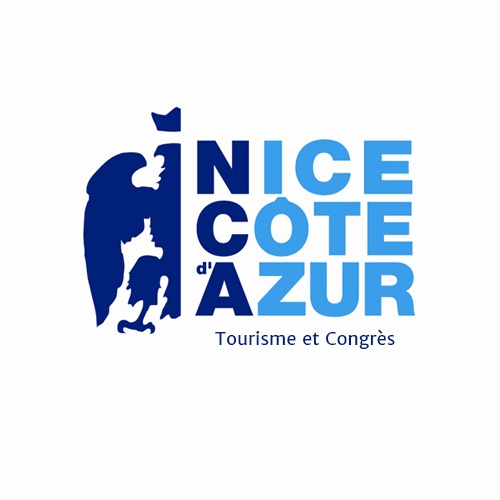 NICE
CÔTE
d'AZUR
Tourisme et Congrès